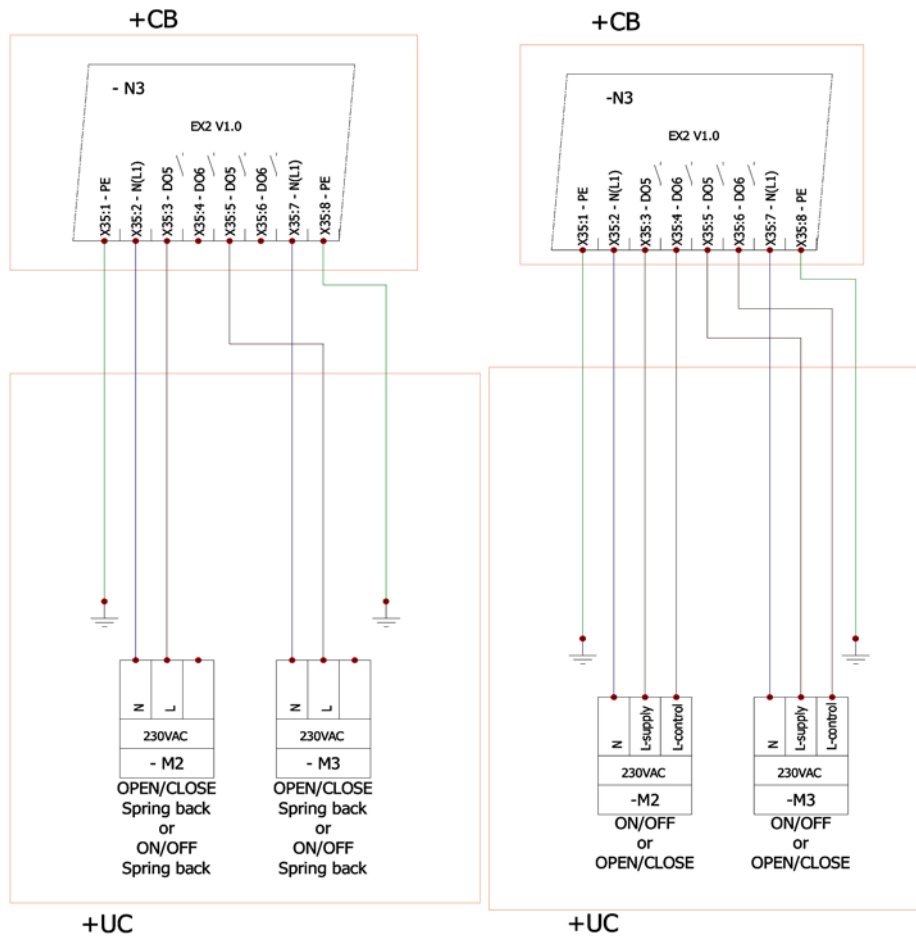 +CB
- N3
EX2 V1.0
X35:1 - PE
X35:2 - N(L1)
X35:3 - DO5
X35:4 - DO6
X35:5 - DO5
X35:6 - DO6
X35:7 - N(L1)
X35:8 - PE
N
L
230VAC
- M2
OPEN/CLOSE
Spring back
or
ON/OFF
Spring back
N
L
230VAC
- M3
OPEN/CLOSE
Spring back
or
ON/OFF
Spring back
+UC
+CB
-N3
EX2 V1.0
X35:1 - PE
X35:2 - N(L1)
X35:3 - DO5
X35:4 - DO6
X35:5 - DO5
X35:6 - DO6
X35:7 - N(L1)
X35:8 - PE
N
L-supply
L-control
230VAC
-M2
ON/OFF
or
OPEN/CLOSE
N
L-supply
L-control
230VAC
-M3
ON/OFF
or
OPEN/CLOSE
+UC